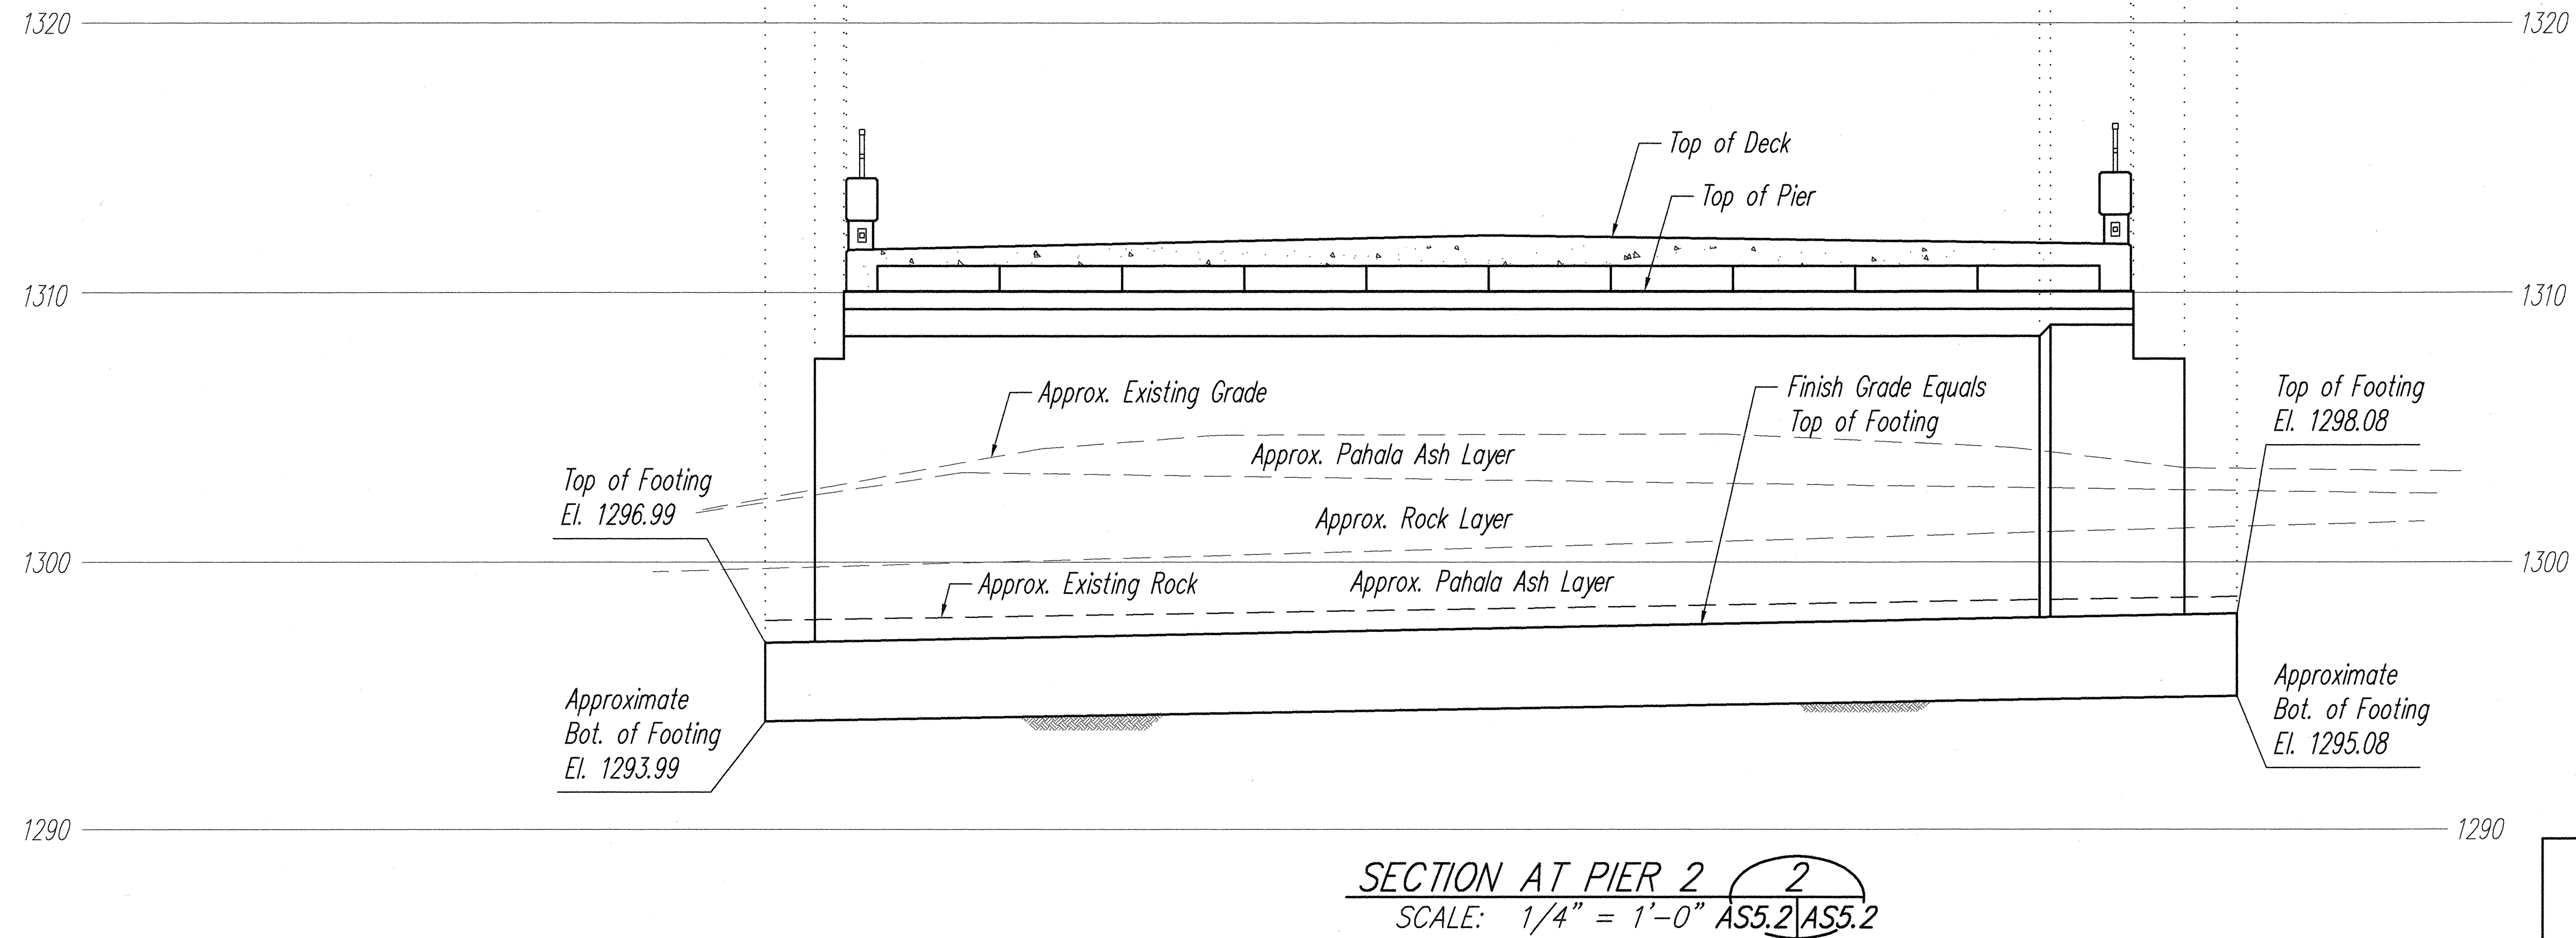 1320
1320
Top of Deck
Top of Pier
1310
1310
Approx. Existing Grade
Finish Grade Equals
Top of Footing
Top of Footing
El. 1298.08
Approx. Pahala Ash Layer
Top of Footing
El. 1296.99
Approx. Rock Layer
1300
1300
Approx. Existing Rock
Approx. Pahala Ash Layer
Approximate
Bot. of Footing
El. 1293.99
Approximate
Bot. of Footing
El. 1295.08
1290
1290
SECTION AT PIER 2
2
SCALE: 1/4" = 1'-0"
AS5.2
AS5.2